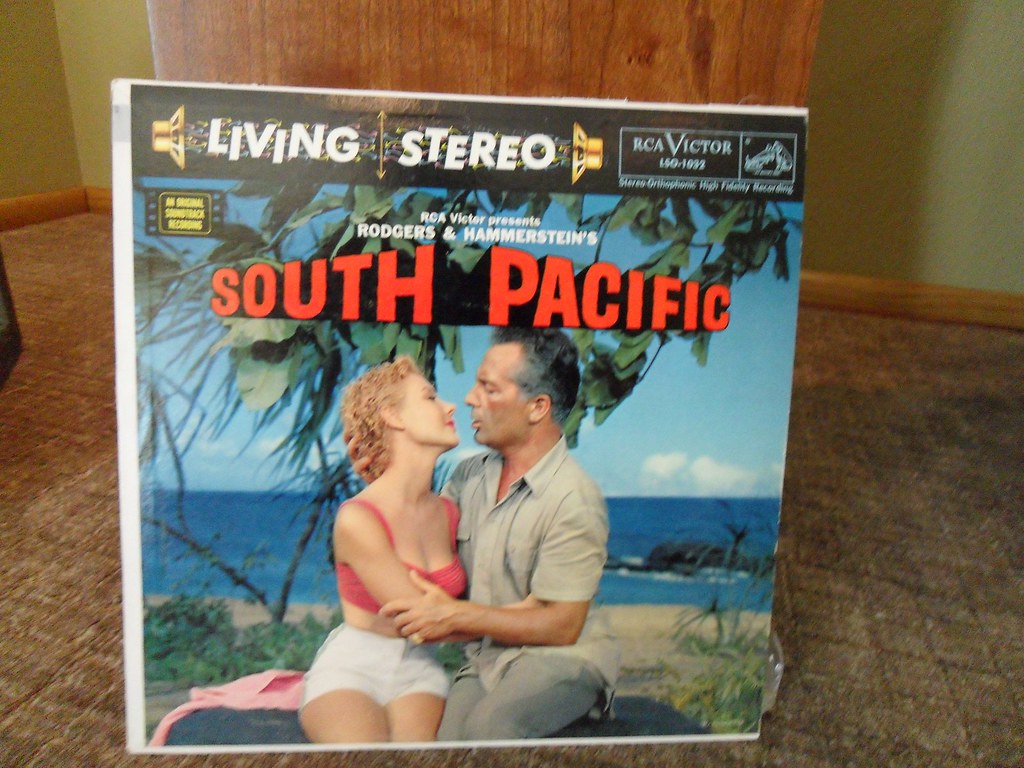 LIVING STEREO
RCA VICTOR
LSO-1032
Stereo-Orthophonic High Fidelity Recording
AN ORIGINAL
SOUNDTRACK
RECORDING
RCA Victor presents
RODGERS & HAMMERSTEIN'S
SOUTH PACIFIC